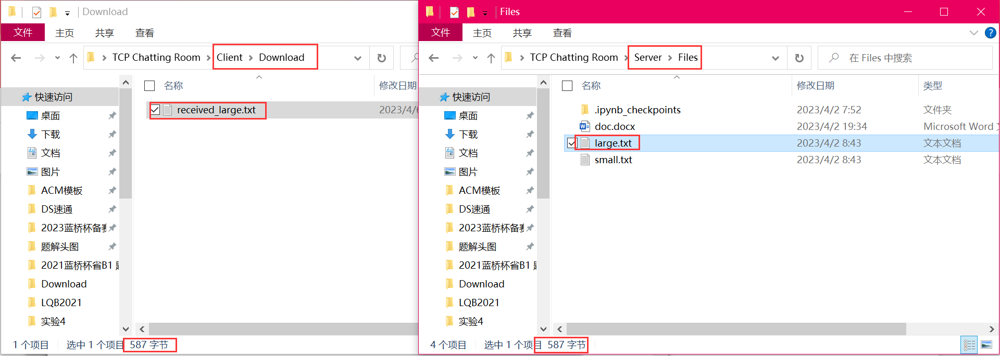 Download
文件 主页 共享 查看
TCP Chatting Room Client Download
名称 修改日期
快速访问
received_large.txt 2023/4/6
桌面
下载
文档
图片
ACM模板
DS速通
2023蓝桥杯备赛
题解头图
2021蓝桥杯省B1
Download
LQB2021
实验4
1 个项目 选中 1 个项目 587 字节
Files
文件 主页 共享 查看
TCP Chatting Room Server Files 在 Files 中搜索
名称 修改日期 类型
快速访问
桌面
下载
文档
图片
ACM模板
DS速通
2023蓝桥杯备赛
题解头图
2021蓝桥杯省B1
Download
LQB2021
实验4
.ipynb_checkpoints 2023/4/2 7:52 文件夹
doc.docx 2023/4/2 19:34 Microsoft Word
large.txt 2023/4/2 8:43 文本文档
small.txt 2023/4/2 8:43 文本文档
4 个项目 选中 1 个项目 587 字节